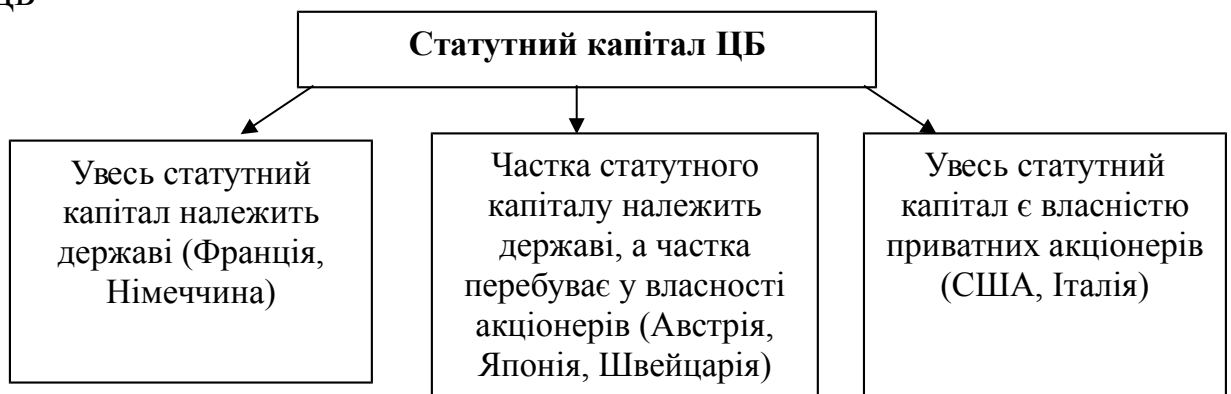 ЦБ
Статутний капітал ЦБ
Увесь статутний
капітал належить
державі (Франція,
Німеччина)
Частка статутного
капіталу належить
державі, а частка
перебуває у власності
акціонерів (Австрія,
Японія, Швейцарія)
Увесь статутний
капітал є власністю
приватних акціонерів
(США, Італія)